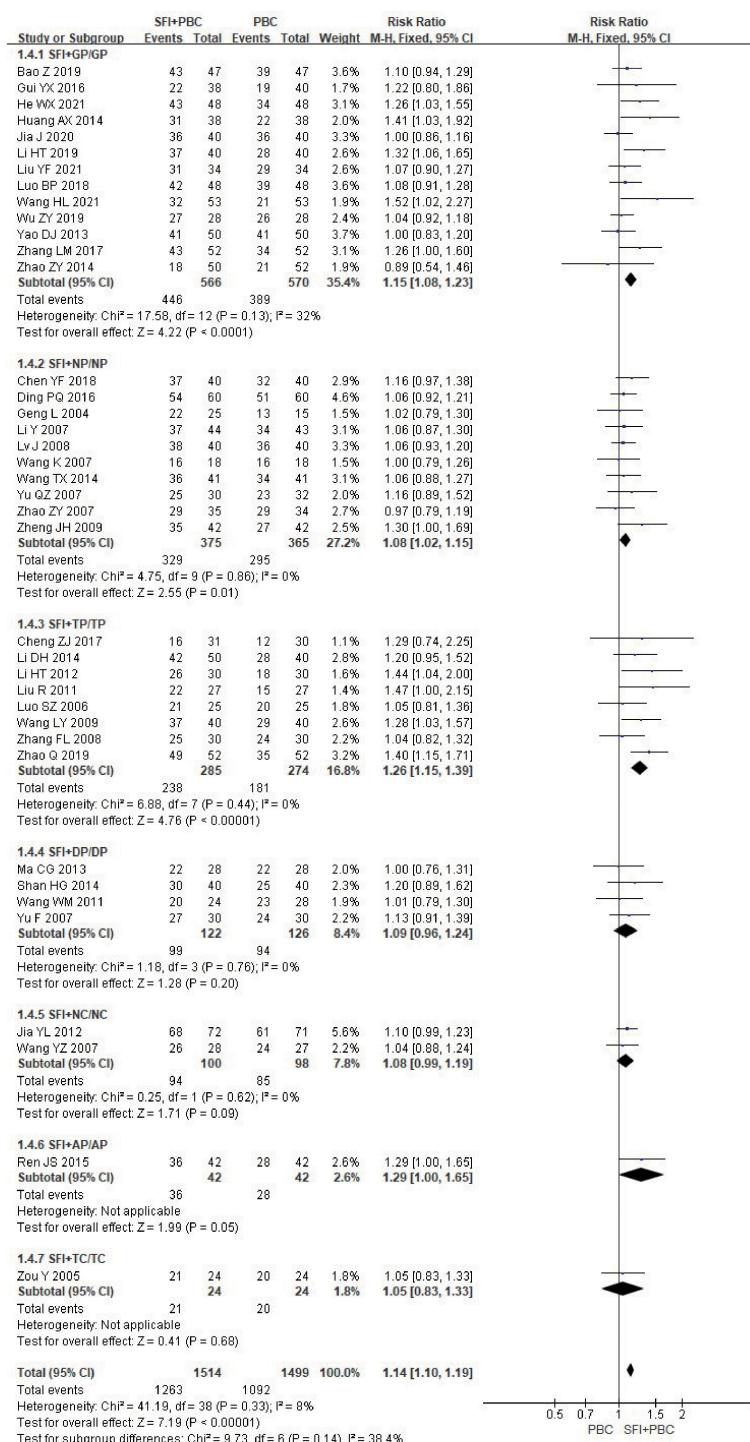 SFI+PBC PBC Risk Ratio Risk Ratio
Study or Subgroup Events Total Events Total Weight M-H, Fixed, 95% CI M-H, Fixed, 95% CI
1.4.1 SFI+GP/GP
Bao Z 2019 43 47 39 47 3.6% 1.10 [0.94, 1.29]
Gui YX 2016 22 38 19 40 1.7% 1.22 [0.80, 1.86]
He WX 2021 43 48 34 48 3.1% 1.26 [1.03, 1.55]
Huang AX 2014 31 38 22 38 2.0% 1.41 [1.03, 1.92]
Jia J 2020 36 40 36 40 3.3% 1.00 [0.86, 1.16]
Li HT 2019 37 40 28 40 2.6% 1.32 [1.06, 1.65]
Liu YF 2021 31 34 29 34 2.7% 1.07 [0.90, 1.27]
Luo BP 2018 42 48 39 48 3.6% 1.08 [0.91, 1.28]
Wang HL 2021 32 53 21 53 1.9% 1.52 [1.02, 2.27]
Wu ZY 2019 27 28 26 28 2.4% 1.04 [0.92, 1.18]
Yao DJ 2013 41 50 41 50 3.8% 1.00 [0.83, 1.20]
Zhang LM 2017 43 52 34 52 3.1% 1.26 [1.00, 1.60]
Zhao ZY 2014 18 50 21 52 1.9% 0.89 [0.54, 1.46]
Subtotal (95% CI) 566 570 35.4% 1.15 [1.08, 1.23]
Total events 446 389
Heterogeneity: Chi² = 17.58, df = 12 (P = 0.13); I² = 32%
Test for overall effect: Z = 4.22 (P < 0.0001)
1.4.2 SFI+NP/NP
Chen YF 2018 37 40 32 40 2.9% 1.16 [0.97, 1.38]
Ding PQ 2016 54 60 51 60 4.6% 1.06 [0.92, 1.21]
Geng L 2004 22 25 13 15 1.5% 1.02 [0.79, 1.30]
Li Y 2007 37 44 34 43 3.1% 1.06 [0.87, 1.30]
Lv J 2008 38 40 36 40 3.3% 1.06 [0.93, 1.20]
Wang K 2007 16 18 16 18 1.5% 1.00 [0.79, 1.26]
Wang TX 2014 36 41 34 41 3.1% 1.06 [0.88, 1.27]
Yu QZ 2007 25 30 23 32 2.0% 1.16 [0.89, 1.52]
Zhao ZY 2007 29 35 29 34 2.7% 0.97 [0.79, 1.19]
Zheng JH 2009 35 42 27 42 2.5% 1.30 [1.00, 1.69]
Subtotal (95% CI) 375 365 27.2% 1.08 [1.02, 1.15]
Total events 329 295
Heterogeneity: Chi² = 4.75, df = 9 (P = 0.86); I² = 0%
Test for overall effect: Z = 2.55 (P = 0.01)
1.4.3 SFI+TP/TP
Cheng ZJ 2017 16 31 12 30 1.1% 1.29 [0.74, 2.25]
Li DH 2014 42 50 28 40 2.8% 1.20 [0.95, 1.52]
Li HT 2012 26 30 18 30 1.6% 1.44 [1.04, 2.00]
Liu R 2011 22 27 15 27 1.4% 1.47 [1.00, 2.15]
Luo SZ 2006 21 25 20 25 1.8% 1.05 [0.81, 1.36]
Wang LY 2009 37 40 29 40 2.6% 1.28 [1.03, 1.57]
Zhang FL 2008 25 30 24 30 2.2% 1.04 [0.82, 1.32]
Zhao Q 2019 49 52 35 52 3.2% 1.40 [1.15, 1.71]
Subtotal (95% CI) 285 274 16.8% 1.26 [1.15, 1.39]
Total events 238 181
Heterogeneity: Chi² = 6.88, df = 7 (P = 0.44); I² = 0%
Test for overall effect: Z = 4.76 (P < 0.00001)
1.4.4 SFI+DP/DP
Ma CG 2013 22 28 22 28 2.0% 1.00 [0.76, 1.31]
Shan HG 2014 30 40 25 40 2.3% 1.20 [0.89, 1.62]
Wang WM 2011 20 24 23 28 1.9% 1.01 [0.79, 1.30]
Yu F 2007 27 30 24 30 2.2% 1.13 [0.91, 1.39]
Subtotal (95% CI) 122 126 8.4% 1.09 [0.96, 1.24]
Total events 99 94
Heterogeneity: Chi² = 1.18, df = 3 (P = 0.76); I² = 0%
Test for overall effect: Z = 1.28 (P = 0.20)
1.4.5 SFI+NC/NC
Jia YL 2012 68 72 61 71 5.6% 1.10 [0.99, 1.23]
Wang YZ 2007 26 28 24 27 2.2% 1.04 [0.88, 1.24]
Subtotal (95% CI) 100 98 7.8% 1.08 [0.99, 1.19]
Total events 94 85
Heterogeneity: Chi² = 0.25, df = 1 (P = 0.62); I² = 0%
Test for overall effect: Z = 1.71 (P = 0.09)
1.4.6 SFI+AP/AP
Ren JS 2015 36 42 28 42 2.6% 1.29 [1.00, 1.65]
Subtotal (95% CI) 42 42 2.6% 1.29 [1.00, 1.65]
Total events 36 28
Heterogeneity: Not applicable
Test for overall effect: Z = 1.99 (P = 0.05)
1.4.7 SFI+TC/TC
Zou Y 2005 21 24 20 24 1.8% 1.05 [0.83, 1.33]
Subtotal (95% CI) 24 24 1.8% 1.05 [0.83, 1.33]
Total events 21 20
Heterogeneity: Not applicable
Test for overall effect: Z = 0.41 (P = 0.68)
Total (95% CI) 1514 1499 100.0% 1.14 [1.10, 1.19]
Total events 1263 1092
Heterogeneity: Chi² = 41.19, df = 38 (P = 0.33); I² = 8%
Test for overall effect: Z = 7.19 (P < 0.00001)
Test for subgroup differences: Chi² = 9.73, df = 6 (P = 0.14), I² = 38.4%
0.5 0.7 1 1.5 2
PBC SFI+PBC